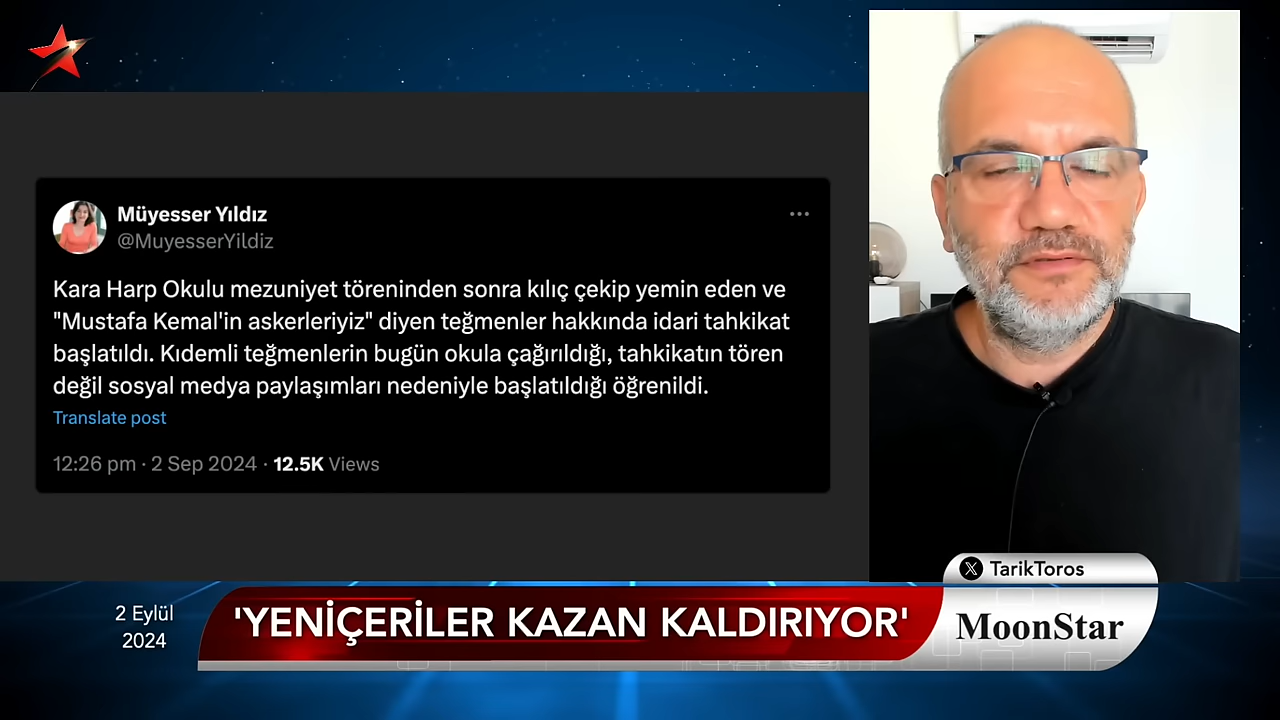 Müyesser Yıldız
@MuyesserYildiz
Kara Harp Okulu mezuniyet töreninden sonra kılıç çekip yemin eden ve
"Mustafa Kemal'in askerleriyiz" diyen teğmenler hakkında idari tahkikat
başlatıldı. Kıdemli teğmenlerin bugün okula çağırıldığı, tahkikatın tören
değil sosyal medya paylaşımları nedeniyle başlatıldığı öğrenildi.
Translate post
12:26 pm · 2 Sep 2024 · 12.5K Views
TarikToros
2 Eylül
2024
'YENİÇERİLER KAZAN KALDIRIYOR'
MoonStar